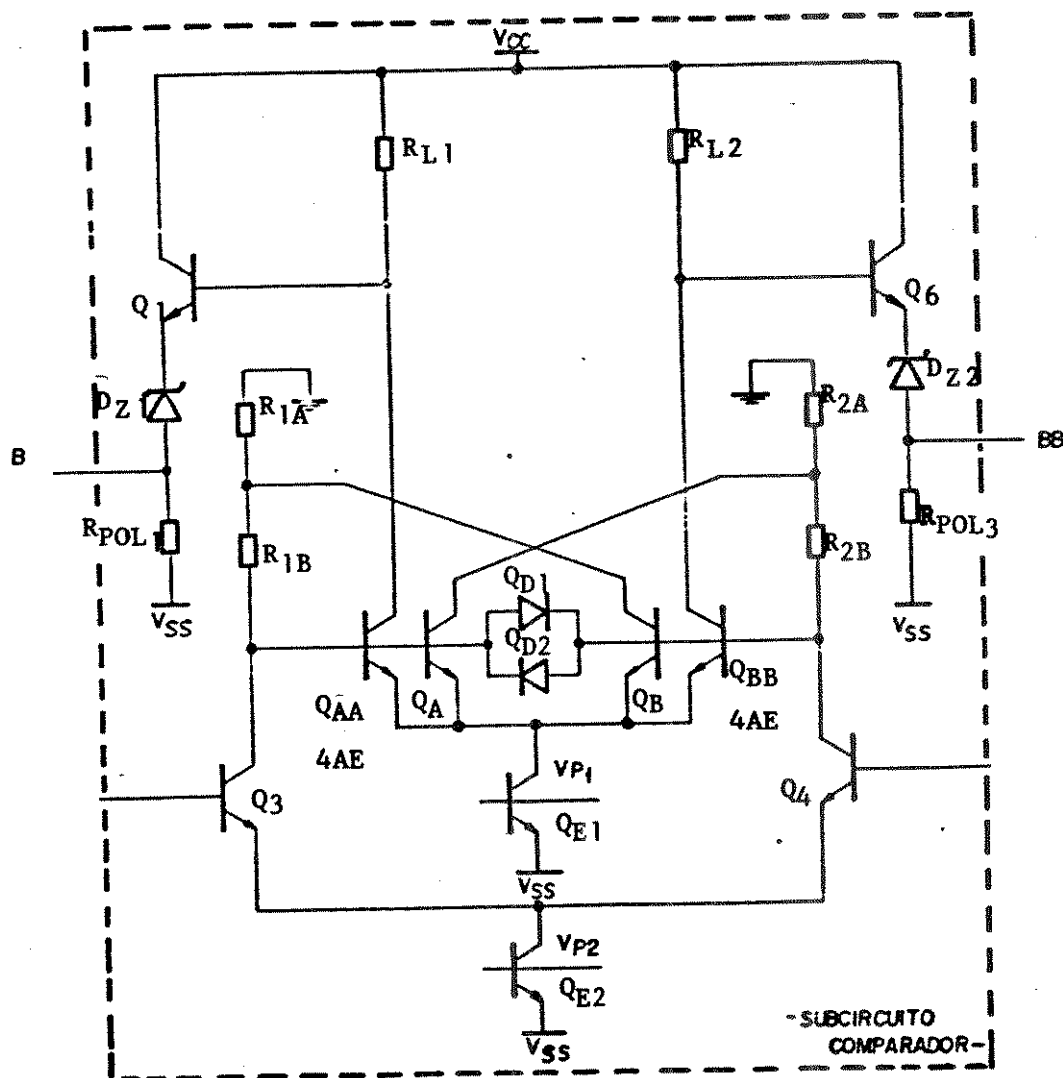 VCC
RL1
RL2
Q
Q6
DZ
DZ2
R1A
R2A
B
BB
RPOL1
RPOL3
R1B
R2B
VSS
VSS
QD1
QD2
QAA
QA
QB
QBB
4AE
4AE
VP1
Q3
Q4
QE1
VSS
VP2
QE2
VSS
-SUBCIRCUITO
COMPARADOR-